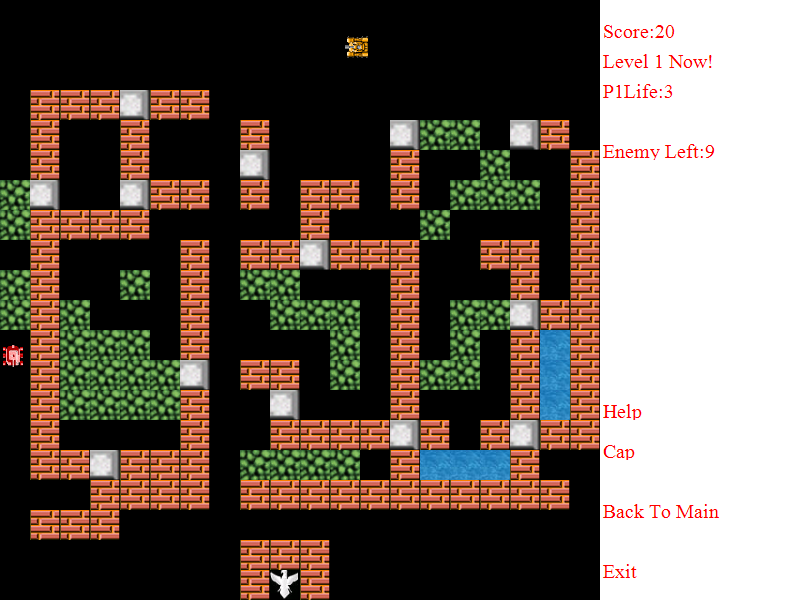 Score:20
Level 1 Now!
P1Life:3
Enemy Left:9
Help
Cap
Back To Main
Exit